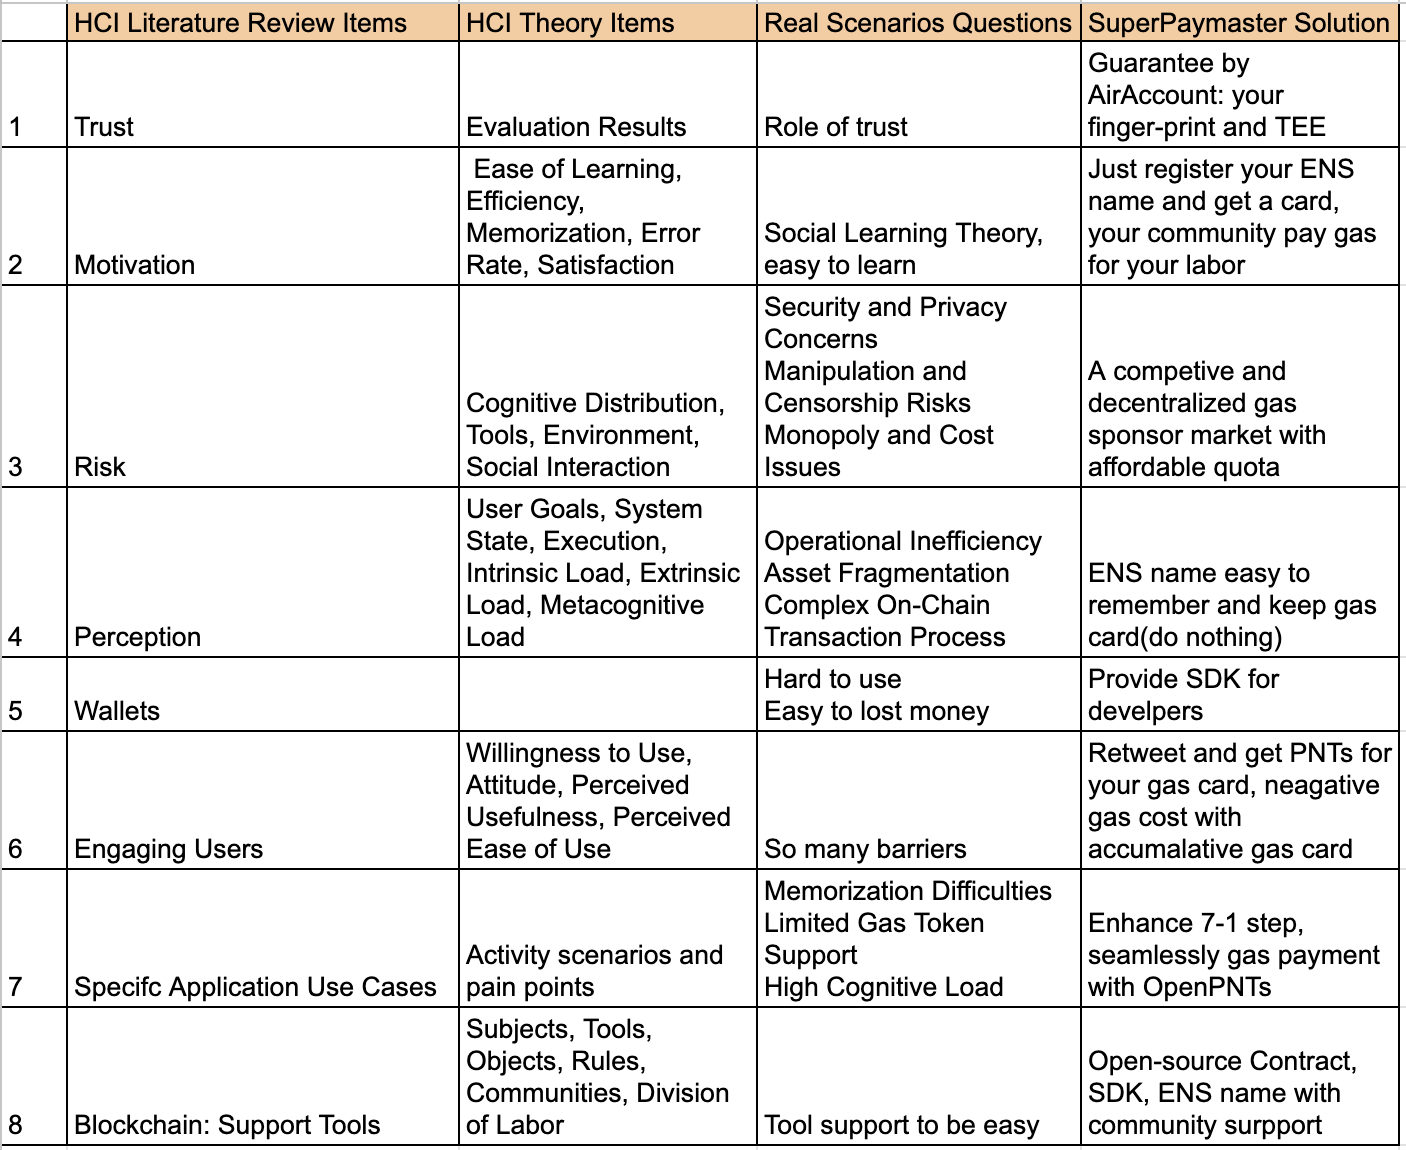 HCI Literature Review Items
HCI Theory Items
Real Scenarios Questions
SuperPaymaster Solution
1
Trust
Evaluation Results
Role of trust
Guarantee by
AirAccount: your
finger-print and TEE
2
Motivation
Ease of Learning,
Efficiency,
Memorization, Error
Rate, Satisfaction
Social Learning Theory,
easy to learn
Just register your ENS
name and get a card,
your community pay gas
for your labor
3
Risk
Cognitive Distribution,
Tools, Environment,
Social Interaction
Security and Privacy
Concerns
Manipulation and
Censorship Risks
Monopoly and Cost
Issues
A competive and
decentralized gas
sponsor market with
affordable quota
4
Perception
User Goals, System
State, Execution,
Intrinsic Load, Extrinsic
Load, Metacognitive
Load
Operational Inefficiency
Asset Fragmentation
Complex On-Chain
Transaction Process
ENS name easy to
remember and keep gas
card(do nothing)
5
Wallets
Hard to use
Easy to lost money
Provide SDK for
develpers
6
Engaging Users
Willingness to Use,
Attitude, Perceived
Usefulness, Perceived
Ease of Use
So many barriers
Retweet and get PNTs for
your gas card, neagative
gas cost with
accumalative gas card
7
Specifc Application Use Cases
Activity scenarios and
pain points
Memorization Difficulties
Limited Gas Token
Support
High Cognitive Load
Enhance 7-1 step,
seamlessly gas payment
with OpenPNTs
8
Blockchain: Support Tools
Subjects, Tools,
Objects, Rules,
Communities, Division
of Labor
Tool support to be easy
Open-source Contract,
SDK, ENS name with
community surpport